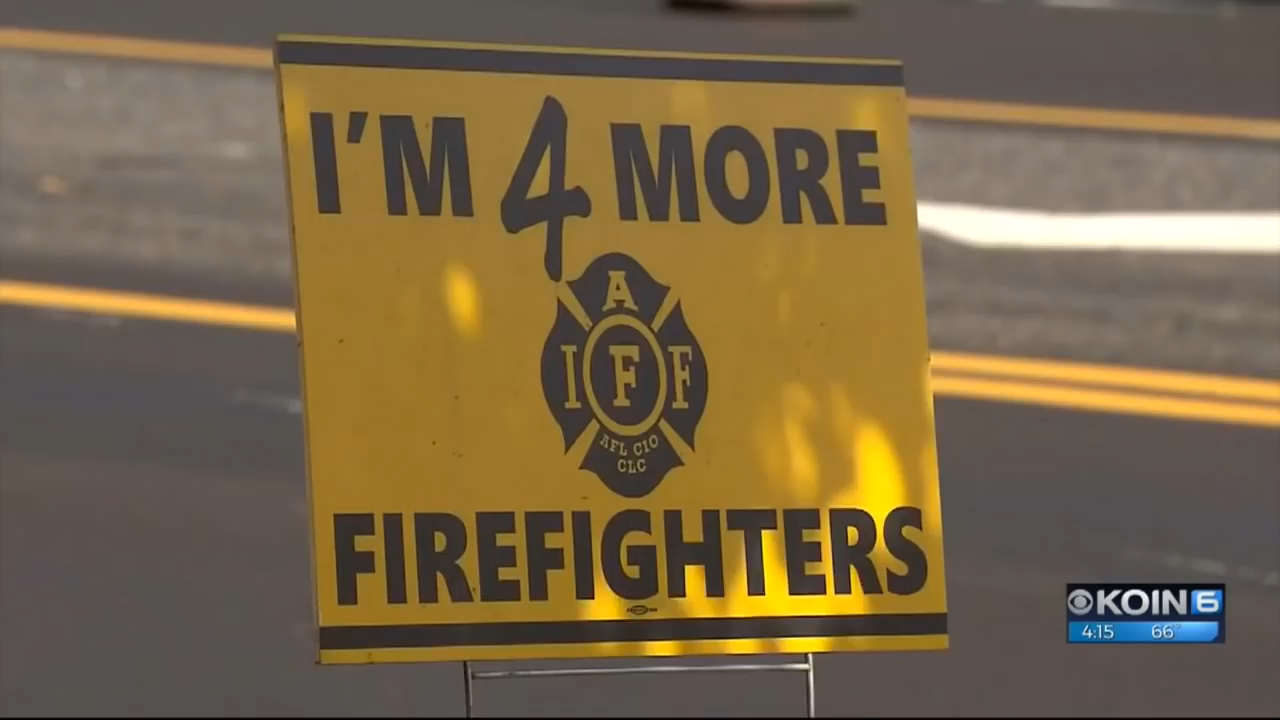 I'M 4 MORE
A
I F F
AFL CIO
CLC
FIREFIGHTERS
KOIN 6
4:15 66°